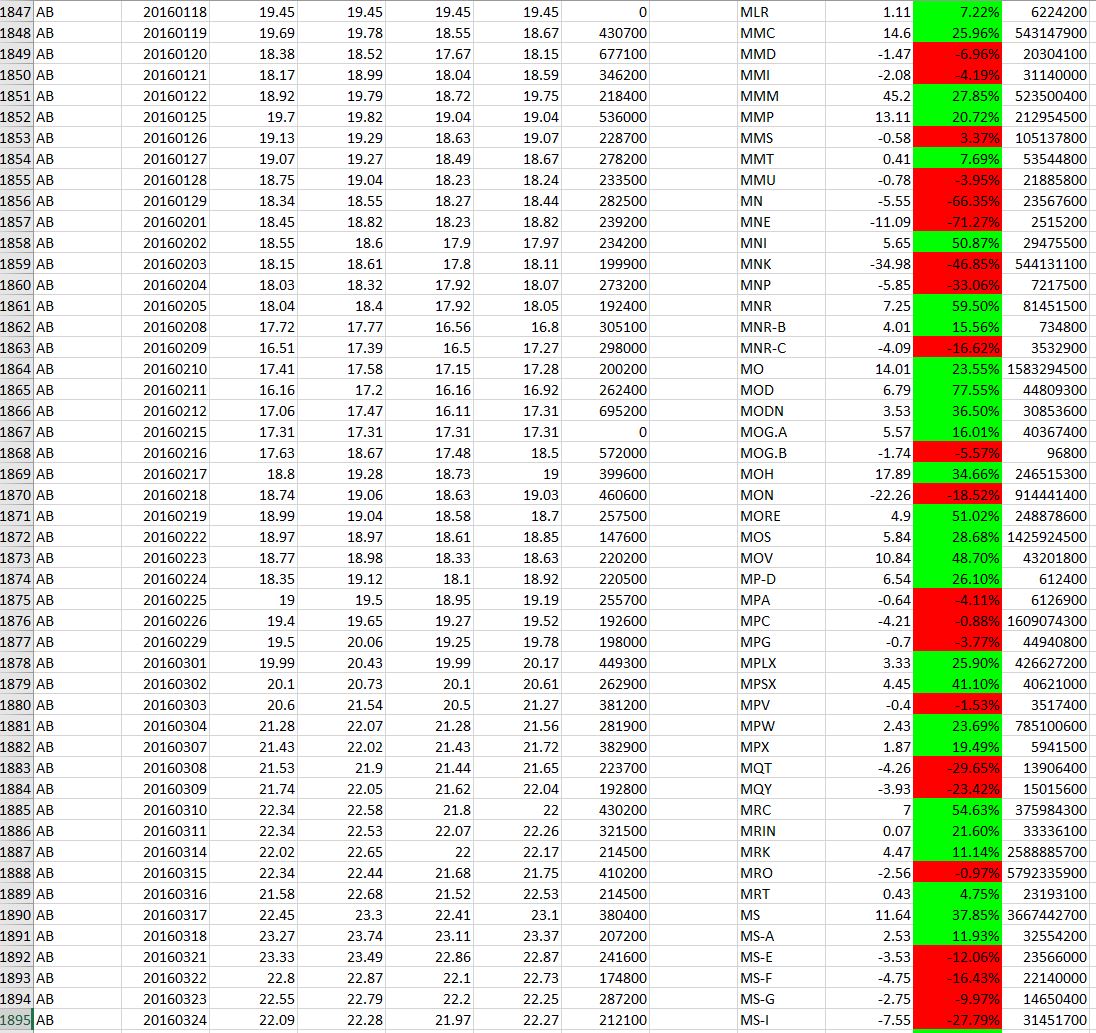 1847 AB 20160118 19.45 19.45 19.45 19.45 0 MLR 1.11 7.22% 6224200
1848 AB 20160119 19.69 19.78 18.55 18.67 430700 MMC 14.6 25.96% 543147900
1849 AB 20160120 18.38 18.52 17.67 18.15 677100 MMD -1.47 -6.96% 20304100
1850 AB 20160121 18.17 18.99 18.04 18.59 346200 MMI -2.08 -4.19% 31140000
1851 AB 20160122 18.92 19.79 18.72 19.75 218400 MMM 45.2 27.85% 523500400
1852 AB 20160125 19.7 19.82 19.04 19.04 536000 MMP 13.11 20.72% 212954500
1853 AB 20160126 19.13 19.29 18.63 19.07 228700 MMS -0.58 3.37% 105137800
1854 AB 20160127 19.07 19.27 18.49 18.67 278200 MMT 0.41 7.69% 53544800
1855 AB 20160128 18.75 19.04 18.23 18.24 233500 MMU -0.78 -3.95% 21885800
1856 AB 20160129 18.34 18.55 18.27 18.44 282500 MN -5.55 -66.35% 23567600
1857 AB 20160201 18.45 18.82 18.23 18.82 239200 MNE -11.09 -71.27% 2515200
1858 AB 20160202 18.55 18.6 17.9 17.97 234200 MNI 5.65 50.87% 29475500
1859 AB 20160203 18.15 18.61 17.8 18.11 199900 MNK -34.98 -46.85% 544131100
1860 AB 20160204 18.03 18.32 17.92 18.07 273200 MNP -5.85 -33.06% 7217500
1861 AB 20160205 18.04 18.4 17.92 18.05 192400 MNR 7.25 59.50% 81451500
1862 AB 20160208 17.72 17.77 16.56 16.8 305100 MNR-B 4.01 15.56% 734800
1863 AB 20160209 16.51 17.39 16.5 17.27 298000 MNR-C -4.09 -16.62% 3532900
1864 AB 20160210 17.41 17.58 17.15 17.28 200200 MO 14.01 23.55% 1583294500
1865 AB 20160211 16.16 17.2 16.16 16.92 262400 MOD 6.79 77.55% 44809300
1866 AB 20160212 17.06 17.47 16.11 17.31 695200 MODN 3.53 36.50% 30853600
1867 AB 20160215 17.31 17.31 17.31 17.31 0 MOG.A 5.57 16.01% 40367400
1868 AB 20160216 17.63 18.67 17.48 18.5 572000 MOG.B -1.74 -5.57% 96800
1869 AB 20160217 18.8 19.28 18.73 19 399600 MOH 17.89 34.66% 246515300
1870 AB 20160218 18.74 19.06 18.63 19.03 460600 MON -22.26 -18.52% 914441400
1871 AB 20160219 18.99 19.04 18.58 18.7 257500 MORE 4.9 51.02% 248878600
1872 AB 20160222 18.97 18.97 18.61 18.85 147600 MOS 5.84 28.68% 1425924500
1873 AB 20160223 18.77 18.98 18.33 18.63 220200 MOV 10.84 48.70% 43201800
1874 AB 20160224 18.35 19.12 18.1 18.92 220500 MP-D 6.54 26.10% 612400
1875 AB 20160225 19 19.5 18.95 19.19 255700 MPA -0.64 -4.11% 6126900
1876 AB 20160226 19.4 19.65 19.27 19.52 192600 MPC -4.21 -0.88% 1609074300
1877 AB 20160229 19.5 20.06 19.25 19.78 198000 MPG -0.7 -3.77% 44940800
1878 AB 20160301 19.99 20.43 19.99 20.17 449300 MPLX 3.33 25.90% 426627200
1879 AB 20160302 20.1 20.73 20.1 20.61 262900 MPSX 4.45 41.10% 40621000
1880 AB 20160303 20.6 21.54 20.5 21.27 381200 MPV -0.4 -1.53% 3517400
1881 AB 20160304 21.28 22.07 21.28 21.56 281900 MPW 2.43 23.69% 785100600
1882 AB 20160307 21.43 22.02 21.43 21.72 382900 MPX 1.87 19.49% 5941500
1883 AB 20160308 21.53 21.9 21.44 21.65 223700 MQT -4.26 -29.65% 13906400
1884 AB 20160309 21.74 22.05 21.62 22.04 192800 MQY -3.93 -23.42% 15015600
1885 AB 20160310 22.34 22.58 21.8 22 430200 MRC 7 54.63% 375984300
1886 AB 20160311 22.34 22.53 22.07 22.26 321500 MRIN 0.07 21.60% 33336100
1887 AB 20160314 22.02 22.65 22 22.17 214500 MRK 4.47 11.14% 2588885700
1888 AB 20160315 22.34 22.44 21.68 21.75 410200 MRO -2.56 -0.97% 5792335900
1889 AB 20160316 21.58 22.68 21.52 22.53 214500 MRT 0.43 4.75% 23193100
1890 AB 20160317 22.45 23.3 22.41 23.1 380400 MS 11.64 37.85% 3667442700
1891 AB 20160318 23.27 23.74 23.11 23.37 207200 MS-A 2.53 11.93% 32554200
1892 AB 20160321 23.33 23.49 22.86 22.87 241600 MS-E -3.53 -12.06% 23566000
1893 AB 20160322 22.8 22.87 22.1 22.73 174800 MS-F -4.75 -16.43% 22140000
1894 AB 20160323 22.55 22.79 22.2 22.25 287200 MS-G -2.75 -9.97% 14650400
1895 AB 20160324 22.09 22.28 21.97 22.27 212100 MS-I -7.55 -27.79% 31451700